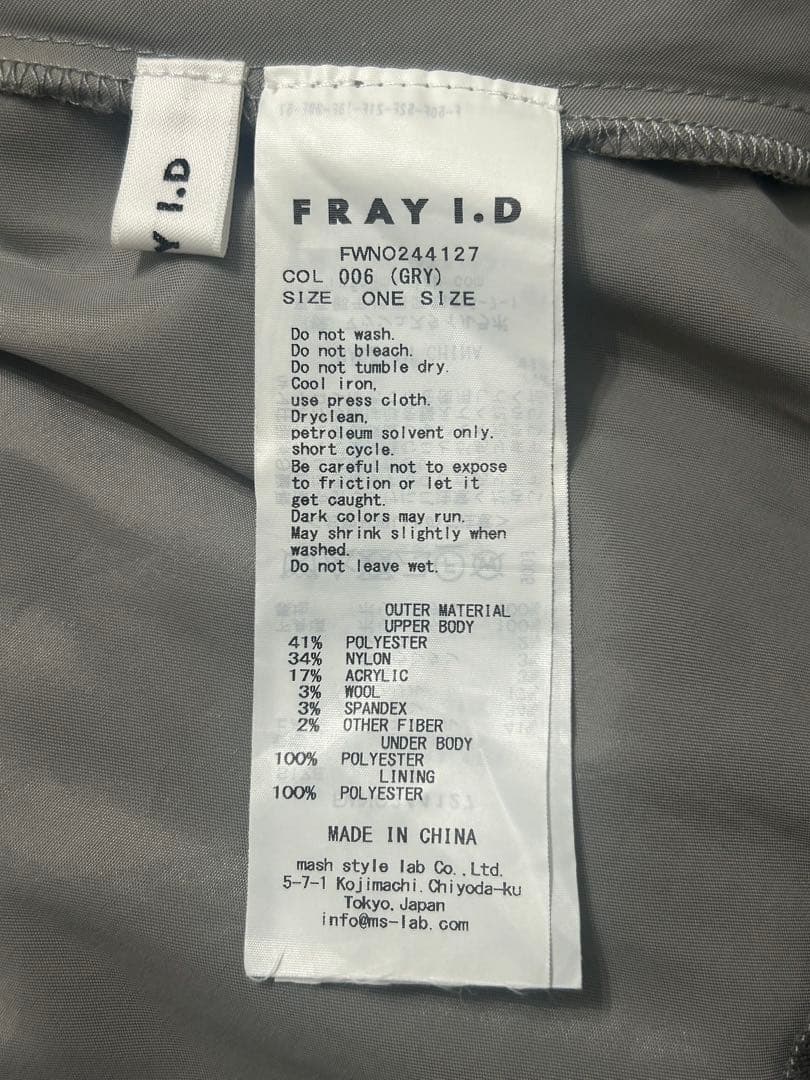 Y I.D
FRAY I.D
FWNO244127
COL 006 (GRY)
SIZE ONE SIZE
Do not wash.
Do not bleach.
Do not tumble dry.
Cool iron,
use press cloth.
Dryclean,
petroleum solvent only.
short cycle.
Be careful not to expose
to friction or let it
get caught.
Dark colors may run.
May shrink slightly when
washed.
Do not leave wet.
OUTER MATERIAL
UPPER BODY
41% POLYESTER
34% NYLON
17% ACRYLIC
3% WOOL
3% SPANDEX
2% OTHER FIBER
UNDER BODY
100% POLYESTER
LINING
100% POLYESTER
MADE IN CHINA
mash style lab Co.,Ltd.
5-7-1 Kojimachi.Chiyoda-ku
Tokyo.Japan
info@ms-lab.com